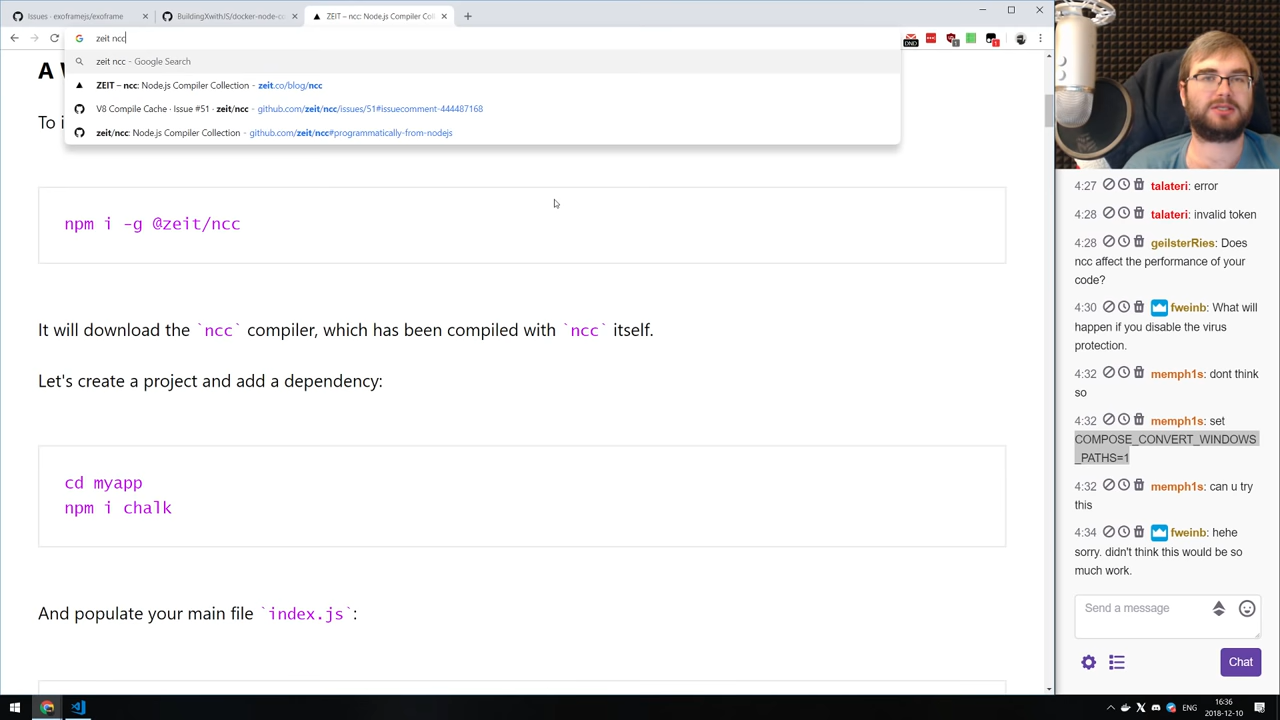 Issues · exoframejs/exoframe
BuildingXwithJS/docker-node-co
ZEIT – ncc: Node.js Compiler Coll
zeit ncc
zeit ncc - Google Search
ZEIT – ncc: Node.js Compiler Collection - zeit.co/blog/ncc
V8 Compile Cache · Issue #51 · zeit/ncc - github.com/zeit/ncc/issues/51#issuecomment-444487168
zeit/ncc: Node.js Compiler Collection - github.com/zeit/ncc#programmatically-from-nodejs
DND
1
1
npm i -g @zeit/ncc
It will download the `ncc` compiler, which has been compiled with `ncc` itself.
Let's create a project and add a dependency:
cd myapp
npm i chalk
And populate your main file `index.js`:
4:27 talateri: error
4:28 talateri: invalid token
4:28 geilsterRies: Does
ncc affect the performance of your
code?
4:30 fweinb: What will
happen if you disable the virus
protection.
4:32 memph1s: dont think
so
4:32 memph1s: set
COMPOSE_CONVERT_WINDOWS
_PATHS=1
4:32 memph1s: can u try
this
4:34 fweinb: hehe
sorry. didn't think this would be so
much work.
Send a message
Chat
ENG
16:36
2018-12-10